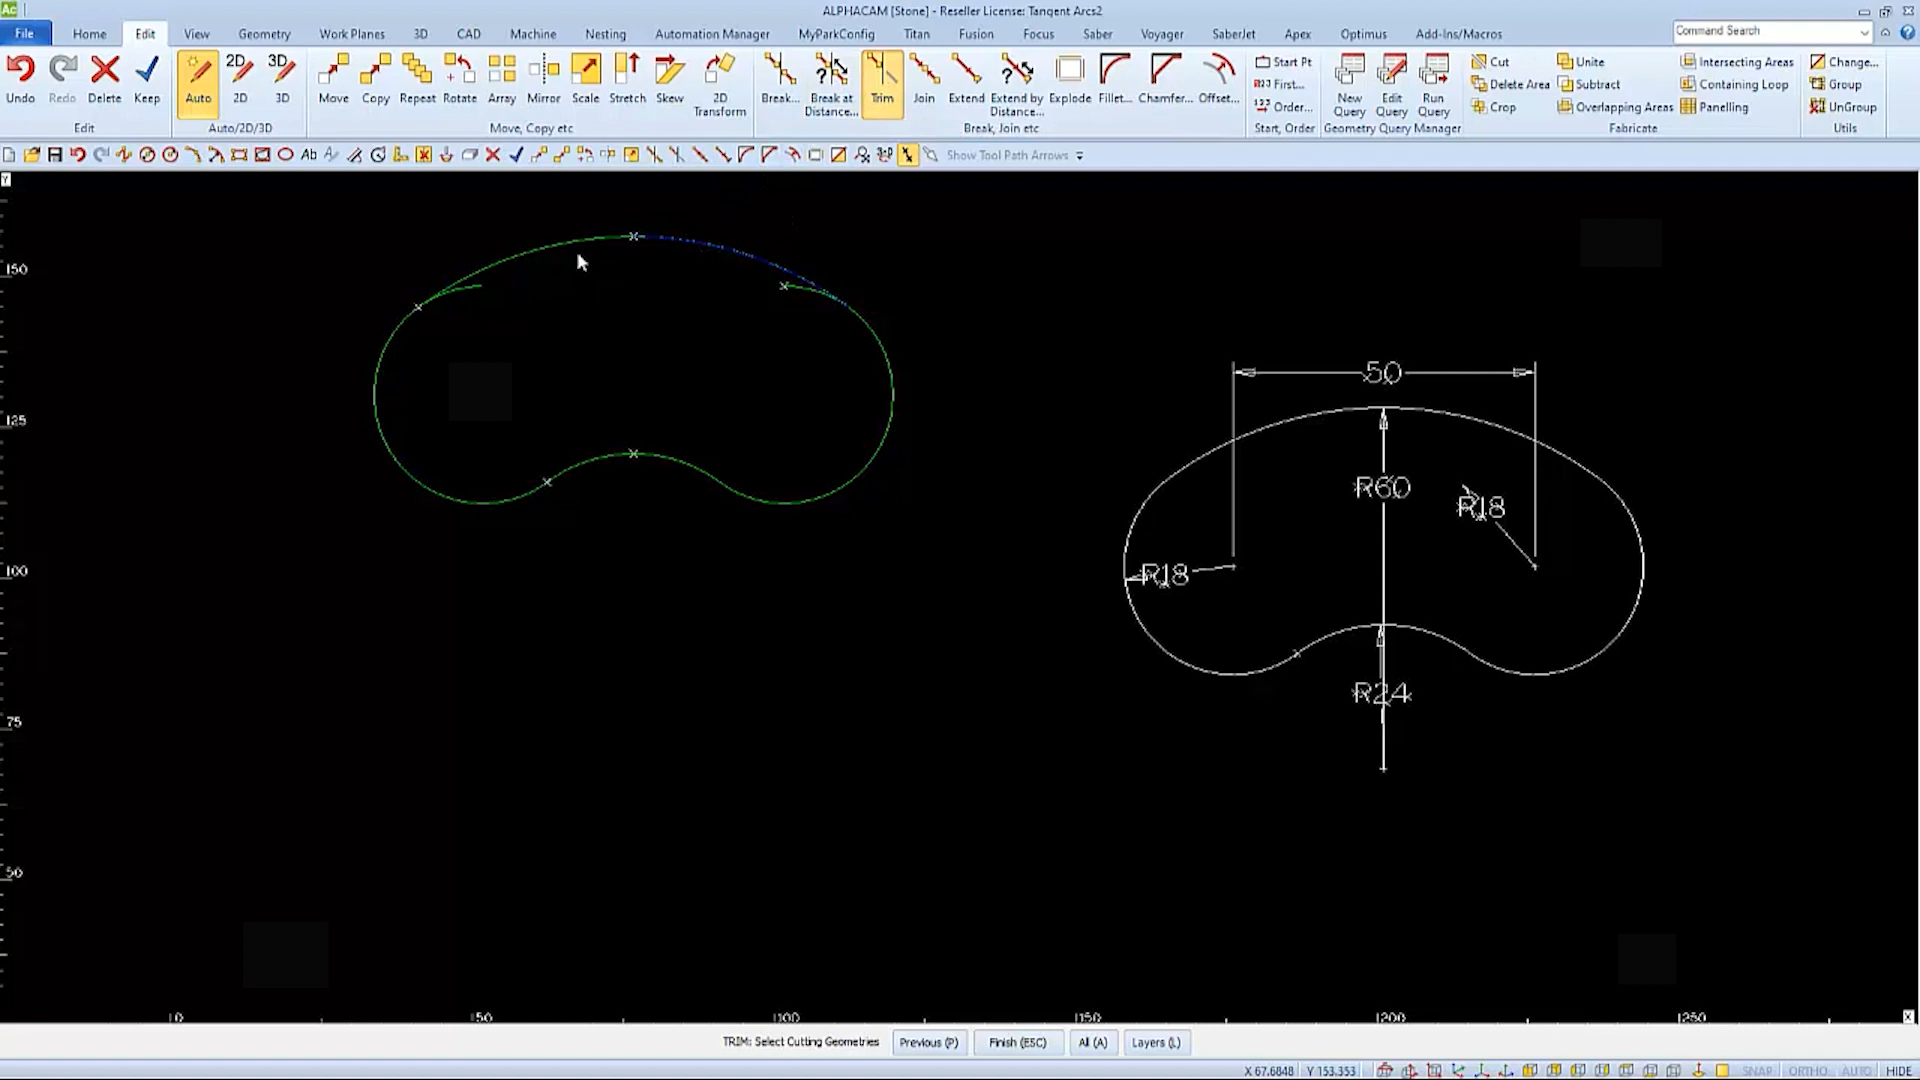 ALPHACAM [Stone] - Reseller License: Tangent Arcs2
File Home Edit View Geometry Work Planes 3D CAD Machine Nesting Automation Manager MyParkConfig Titan Fusion Focus Saber Voyager SaberJet Apex Optimus Add-Ins/Macros Command Search
Undo Redo Delete Keep Auto 2D 3D Move Copy Repeat Rotate Array Mirror Scale Stretch Skew 2D Transform Break... Break at Distance... Trim Join Extend Extend by Distance... Explode Fillet... Chamfer... Offset...
Start Pt First... Order... New Query Edit Query Run Query
Cut Unite Intersecting Areas Change...
Delete Area Subtract Containing Loop Group
Crop Overlapping Areas Panelling UnGroup
Edit Auto/2D/3D Move, Copy etc Break, Join etc Start, Order Geometry Query Manager Fabricate Utils
Ab Show Tool Path Arrows
Y
150
125
100
75
50
50
R60
R18
R18
R24
0 50 100 150 200 250 X
TRIM: Select Cutting Geometries Previous (P) Finish (ESC) All (A) Layers (L)
X 67.6848 Y 153.353 SNAP ORTHO AUTO HIDE